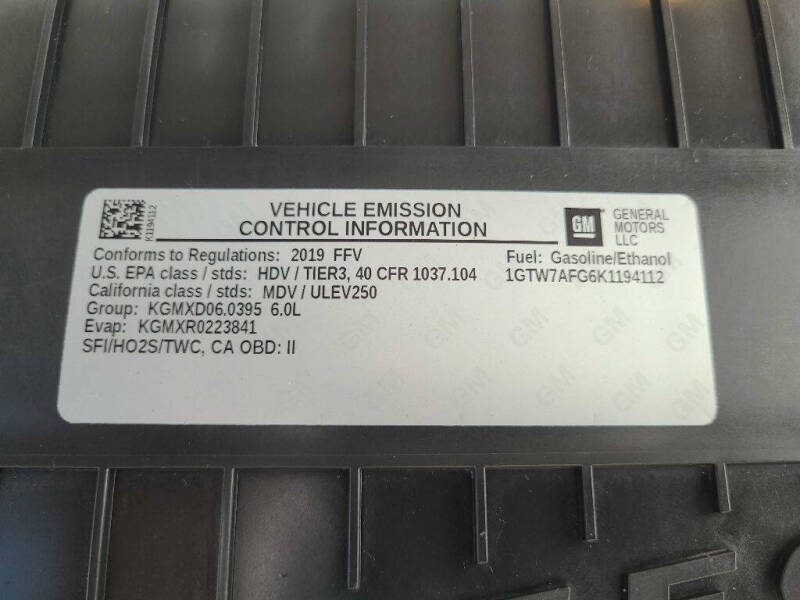 K1194112
VEHICLE EMISSION
CONTROL INFORMATION
GM
GENERAL
MOTORS
LLC
Conforms to Regulations: 2019 FFV
Fuel: Gasoline/Ethanol
U.S. EPA class / stds: HDV / TIER3, 40 CFR 1037.104
1GTW7AFG6K1194112
California class / stds: MDV / ULEV250
Group: KGMXD06.0395 6.0L
Evap: KGMXR0223841
SFI/HO2S/TWC, CA OBD: II